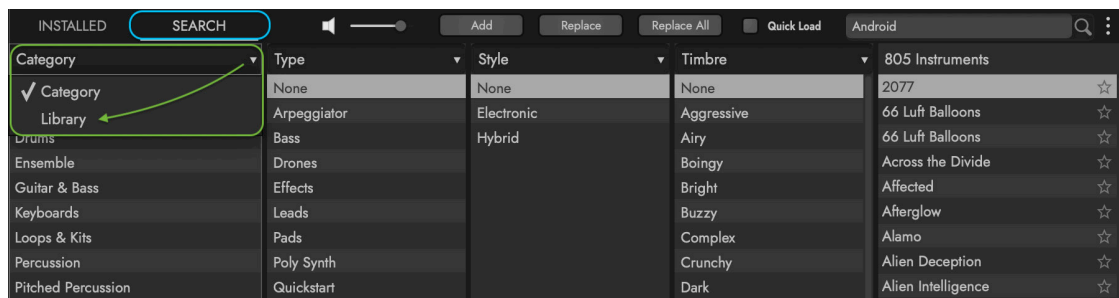 INSTALLED SEARCH Add Replace Replace All Quick Load Android
Category Type Style Timbre 805 Instruments
Category None None None 2077
Library Arpeggiator Electronic Aggressive 66 Luft Balloons
Drums Bass Hybrid Airy 66 Luft Balloons
Ensemble Drones Boingy Across the Divide
Guitar & Bass Effects Bright Affected
Keyboards Leads Buzzy Afterglow
Loops & Kits Pads Complex Alamo
Percussion Poly Synth Crunchy Alien Deception
Pitched Percussion Quickstart Dark Alien Intelligence